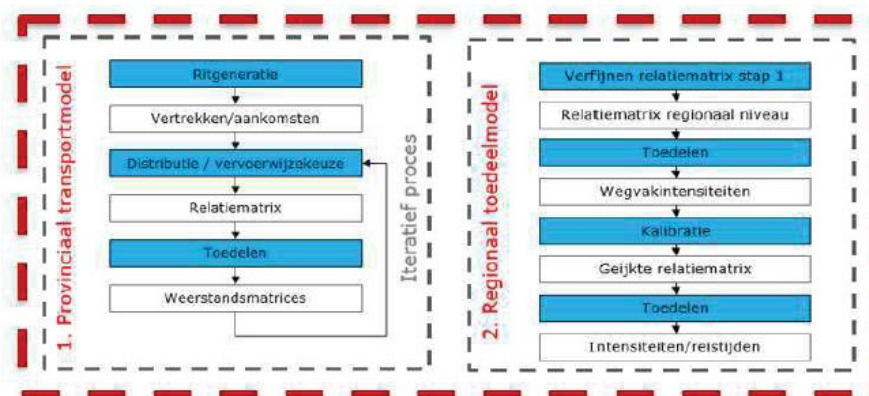 1. Provinciaal transportmodel
Ritgeneratie
Vertrekken/aankomsten
Distributie / vervoerwijzekeuze
Relatiematrix
Toedelen
Weerstandsmatrices
Iteratief proces
2. Regionaal toedeelmodel
Verfijnen relatiematrix stap 1
Relatiematrix regionaal niveau
Toedelen
Wegvakintensiteiten
Kalibratie
Geijkte relatiematrix
Toedelen
Intensiteiten/reistijden